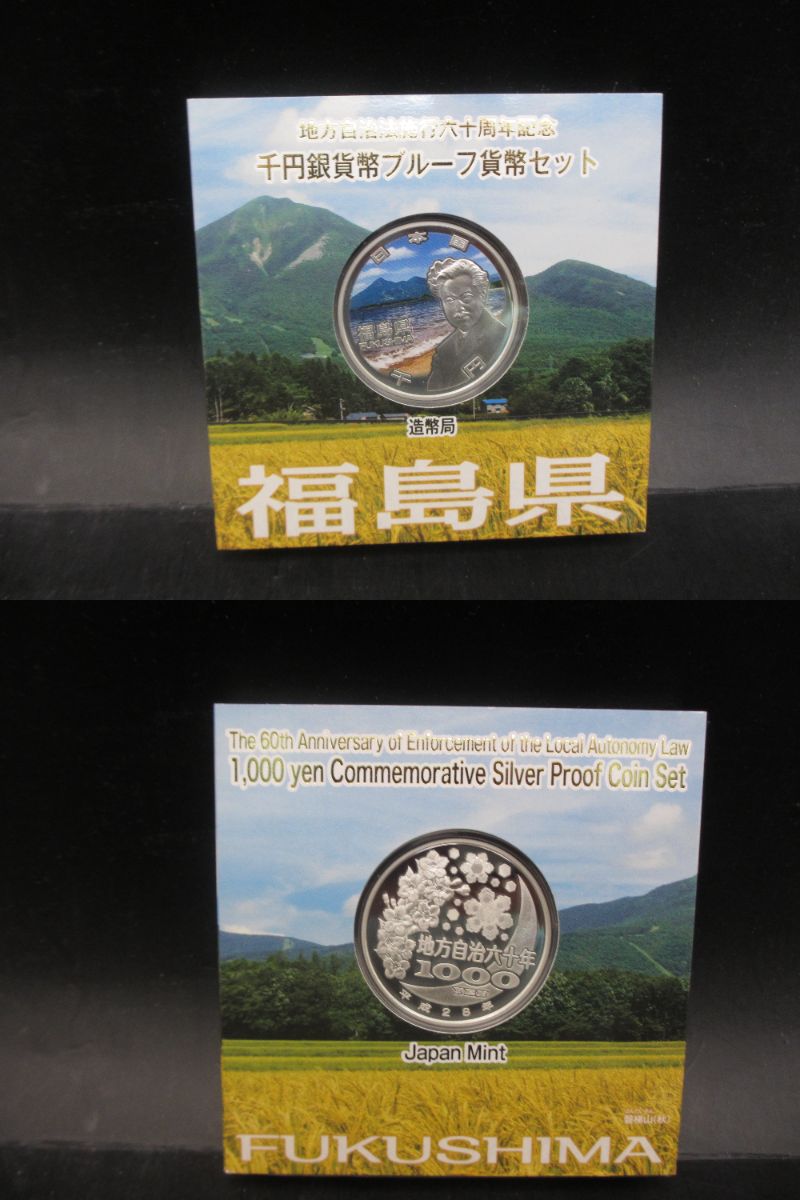 地方自治法施行六十周年記念
千円銀貨幣プルーフ貨幣セット
日本国
福島県
FUKUSHIMA
千円
造幣局
福島県
The 60th Anniversary of Enforcement of the Local Autonomy Law
1,000 yen Commemorative Silver Proof Coin Set
地方自治六十年
1000
平成28年
Japan Mint
磐梯山(秋)
FUKUSHIMA